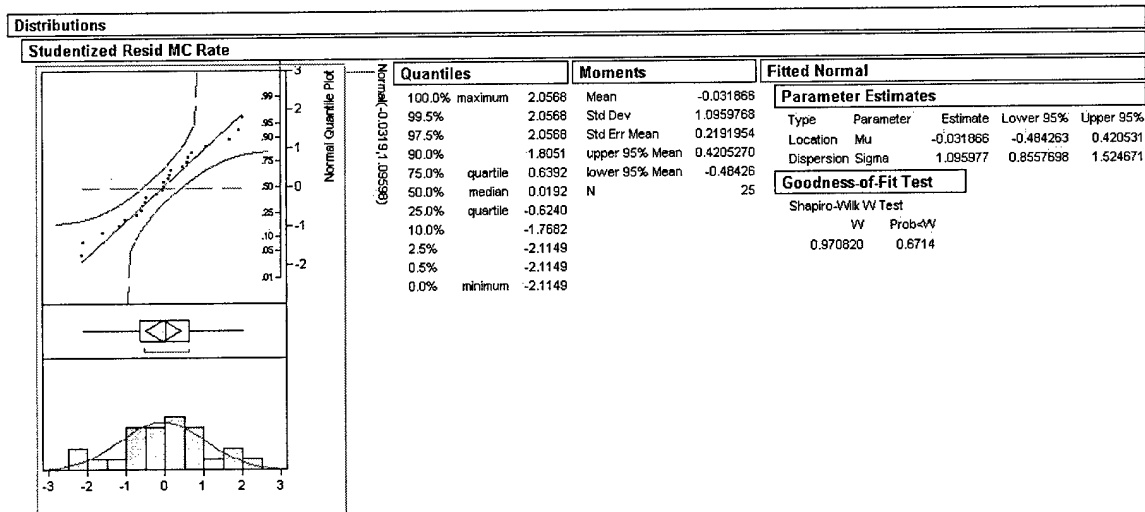 Distributions
Studentized Resid MC Rate
3
2
1
0
-1
-2
.99
.95
.90
.75
.50
.25
.10
.05
.01
Normal Quantile Plot
-3 -2 -1 0 1 2 3
Normal(-0.0319,1.09598)
Quantiles
100.0% maximum 2.0568
99.5% 2.0568
97.5% 2.0568
90.0% 1.8051
75.0% quartile 0.6392
50.0% median 0.0192
25.0% quartile -0.6240
10.0% -1.7682
2.5% -2.1149
0.5% -2.1149
0.0% minimum -2.1149
Moments
Mean -0.031866
Std Dev 1.0959768
Std Err Mean 0.2191954
upper 95% Mean 0.4205270
lower 95% Mean -0.48426
N 25
Fitted Normal
Parameter Estimates
Type Parameter Estimate Lower 95% Upper 95%
Location Mu -0.031866 -0.484263 0.420531
Dispersion Sigma 1.095977 0.8557698 1.524671
Goodness-of-Fit Test
Shapiro-Wilk W Test
W Prob<W
0.970820 0.6714